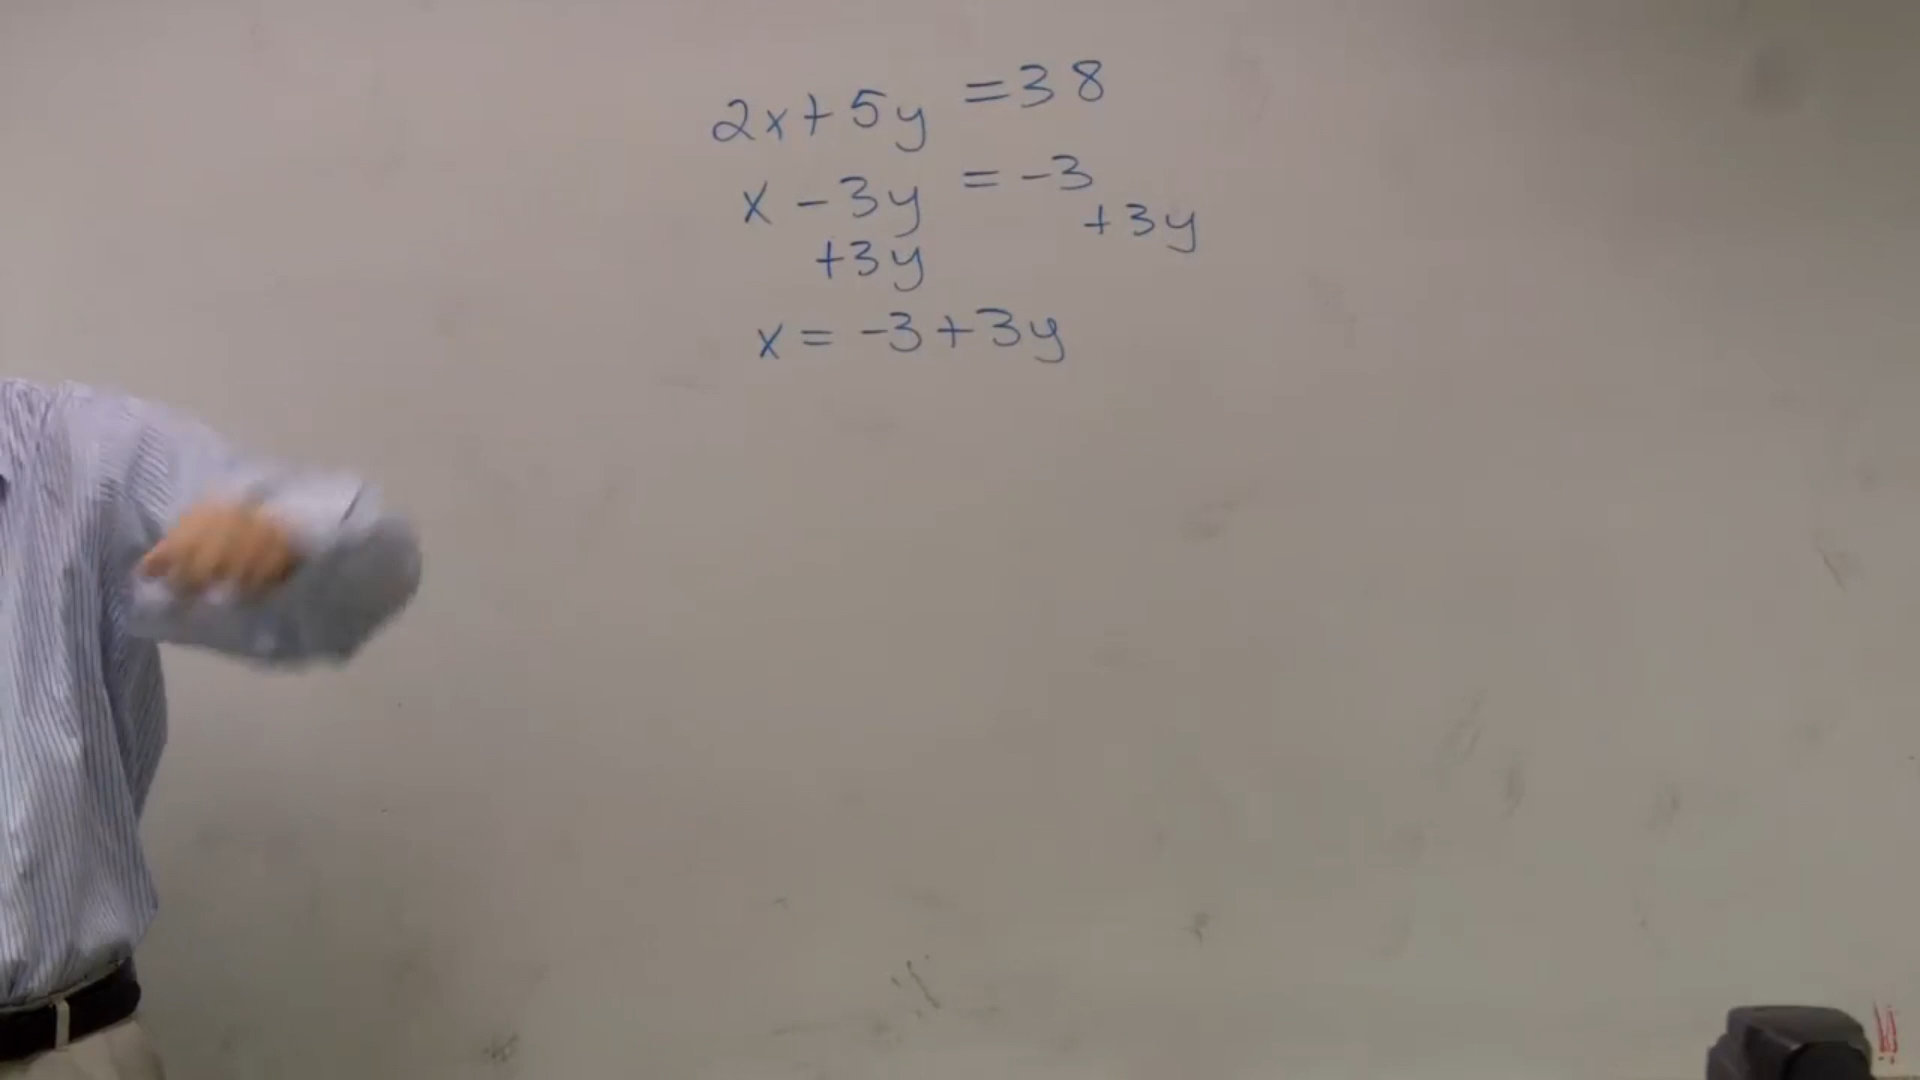 2x+5y =38
x -3y = -3
+3y +3y
x = -3+3y